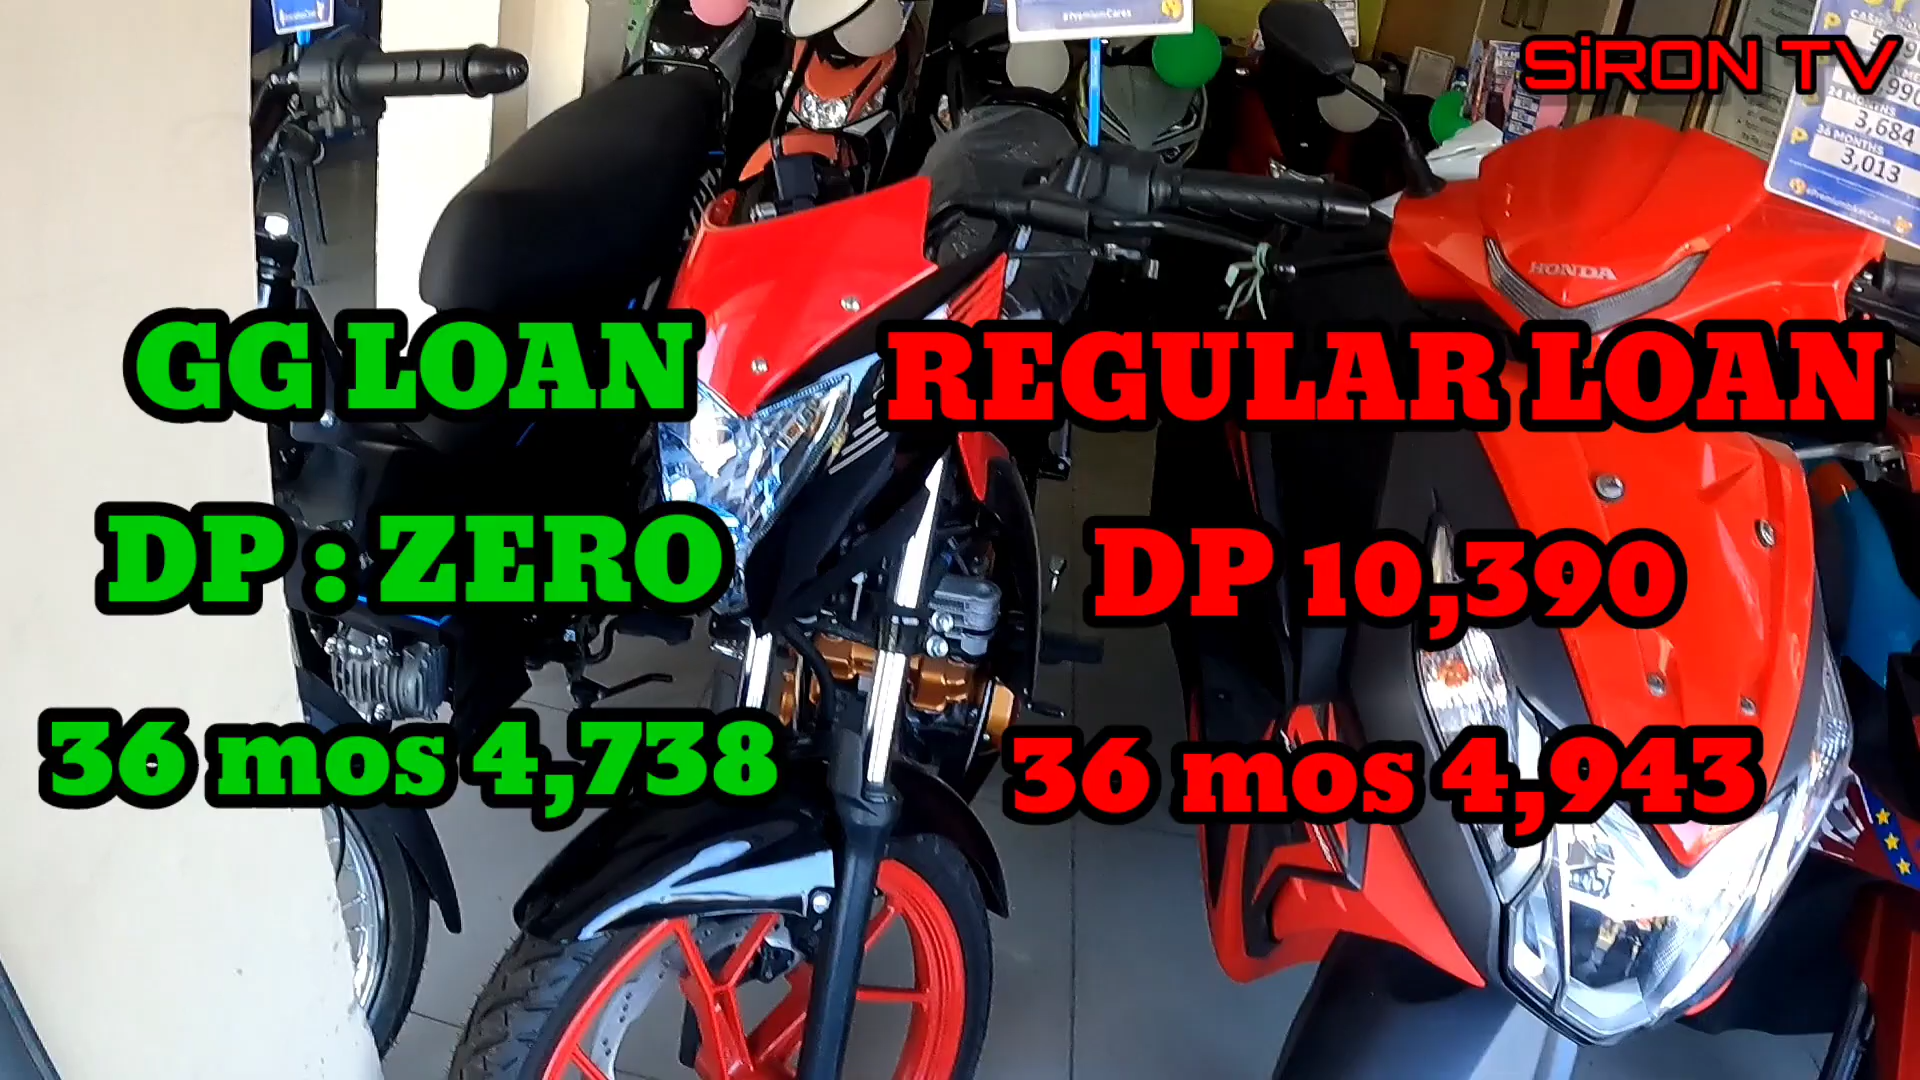 #PremiumCares
SiRON TV
24 MONTHS
3,684
36 MONTHS
3,013
HONDA
GG LOAN
REGULAR LOAN
DP : ZERO
DP 10,390
36 mos 4,738
36 mos 4,943